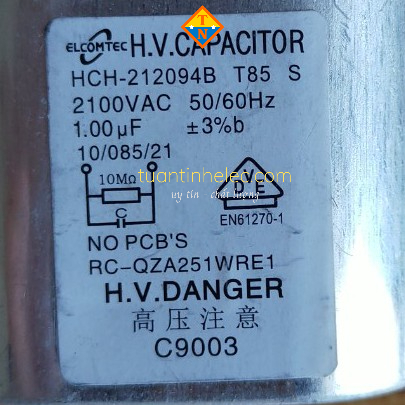 TN
ELCOMTEC H.V.CAPACITOR
HCH-212094B T85 S
2100VAC 50/60Hz
1.00μF ±3%b
10/085/21
tuantinhelec.com
uy tín - chất lượng
10MΩ
C
EN61270-1
NO PCB'S
RC-QZA251WRE1
H.V.DANGER
高压注意
C9003